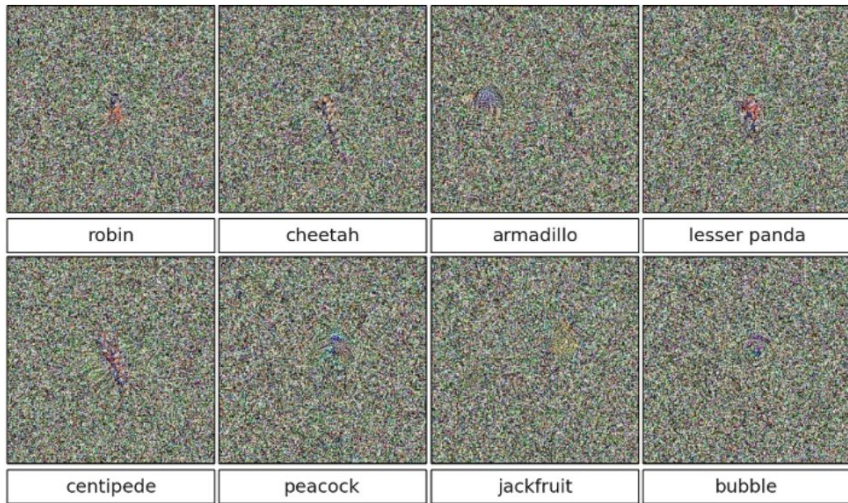 robin
cheetah
armadillo
lesser panda
centipede
peacock
jackfruit
bubble